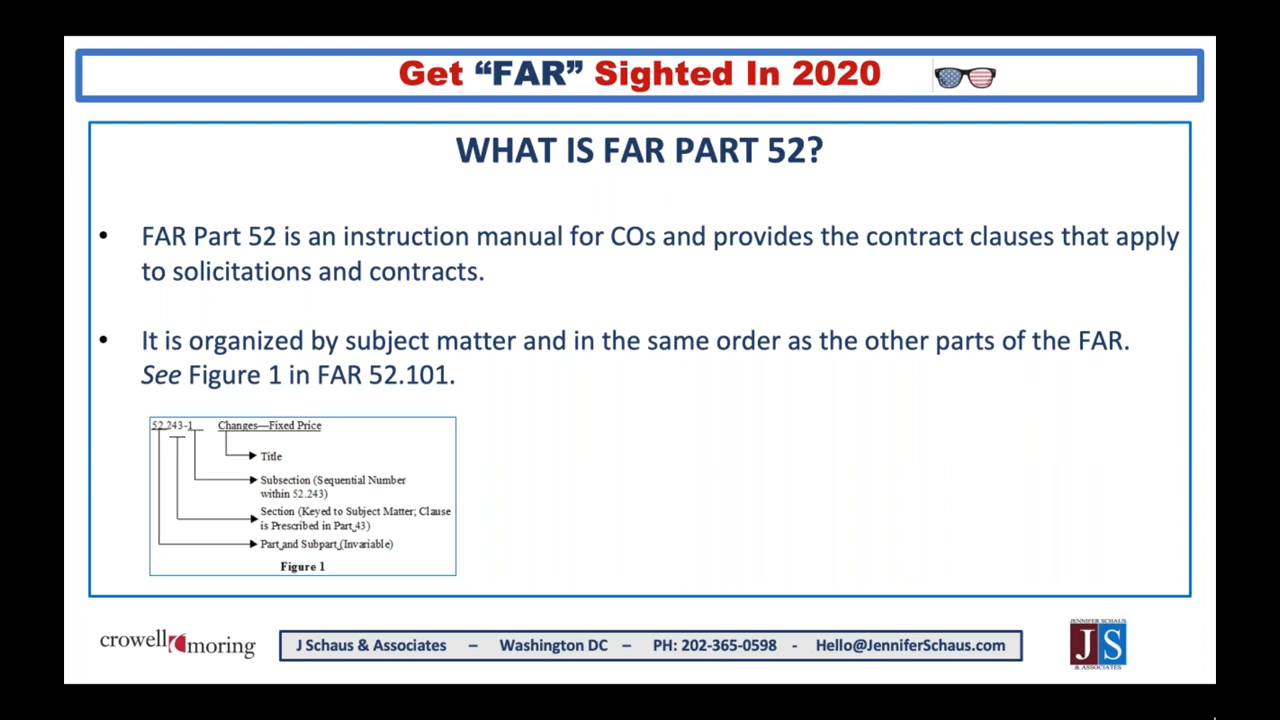 Get “FAR” Sighted In 2020
WHAT IS FAR PART 52?
• FAR Part 52 is an instruction manual for COs and provides the contract clauses that apply
to solicitations and contracts.
• It is organized by subject matter and in the same order as the other parts of the FAR.
See Figure 1 in FAR 52.101.
52.243-1 Changes—Fixed Price
Title
Subsection (Sequential Number
within 52.243)
Section (Keyed to Subject Matter; Clause
is Prescribed in Part 43)
Part and Subpart (Invariable)
Figure 1
crowell moring
J Schaus & Associates – Washington DC – PH: 202-365-0598 - Hello@JenniferSchaus.com
JENNIFER SCHAUS
J S
& ASSOCIATES